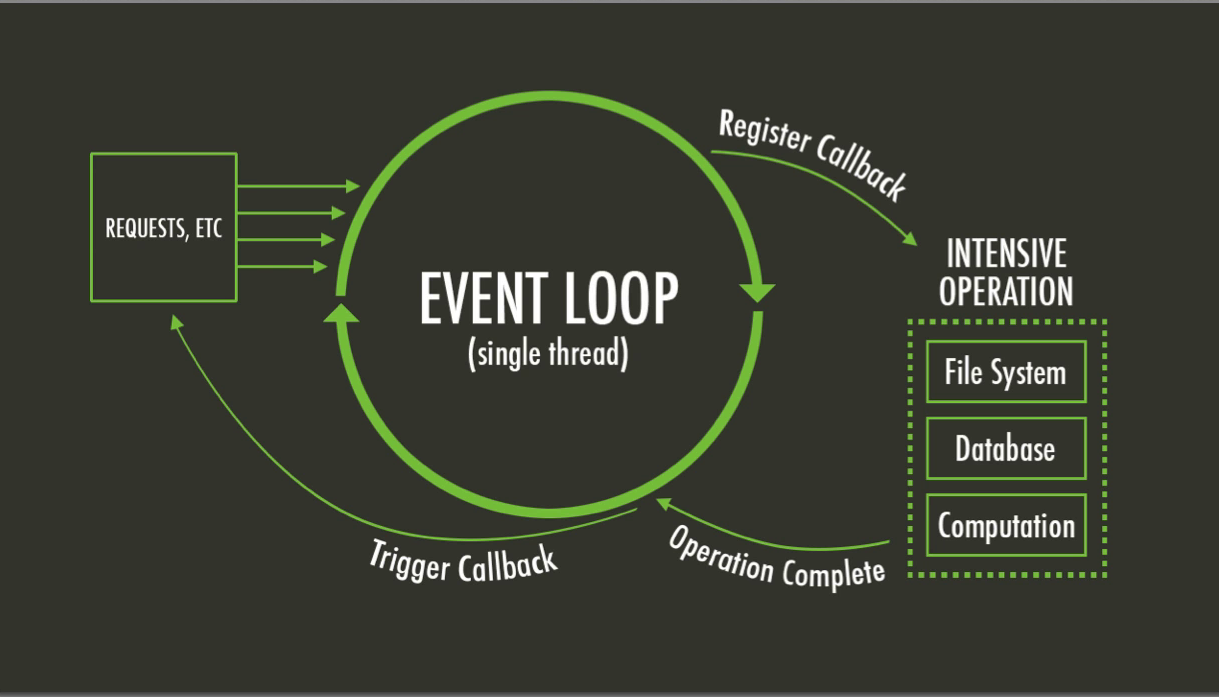 Register Callback
REQUESTS, ETC
INTENSIVE
OPERATION
EVENT LOOP
(single thread)
File System
Database
Computation
Operation Complete
Trigger Callback